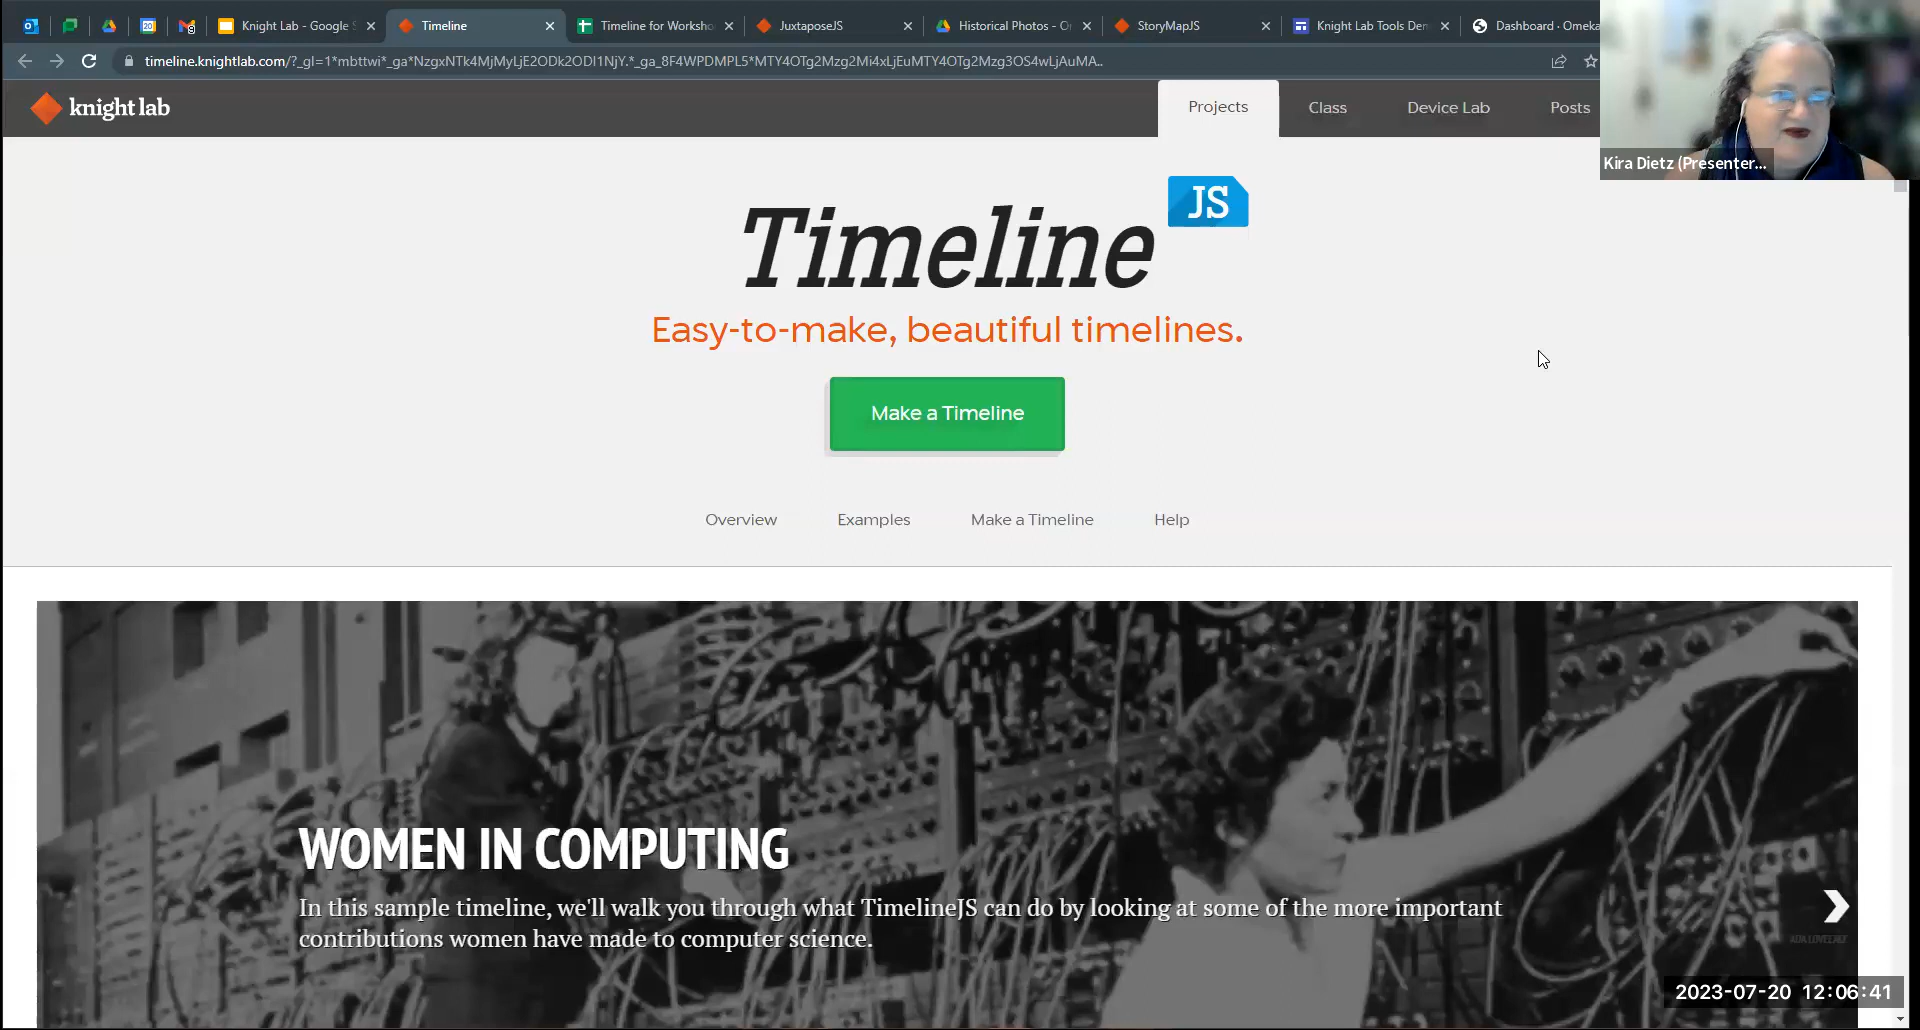 Knight Lab - Google S
Timeline
Timeline for Worksho
JuxtaposeJS
Historical Photos - O
StoryMapJS
Knight Lab Tools Den
Dashboard · Omeka
timeline.knightlab.com/?_gl=1*mbttwi*_ga*NzgxNTk4MjMyLjE2ODk2ODI1NjY.*_ga_8F4WPDMPL5*MTY4OTg2Mzg2Mi4xLjEuMTY4OTg2Mzg3OS4wLjAuMA..
knight lab
Projects
Class
Device Lab
Posts
Kira Dietz (Presenter...
Timeline JS
Easy-to-make, beautiful timelines.
Make a Timeline
Overview
Examples
Make a Timeline
Help
WOMEN IN COMPUTING
In this sample timeline, we'll walk you through what TimelineJS can do by looking at some of the more important
contributions women have made to computer science.
ADA LOVELACE
2023-07-20 12:06:41